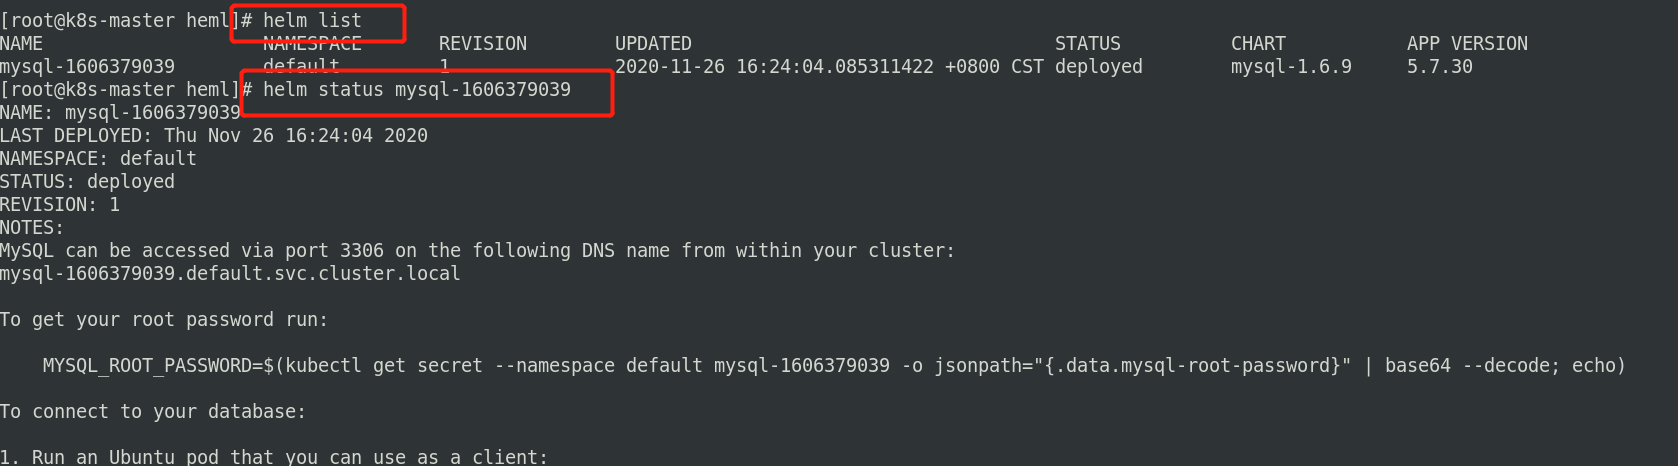 [root@k8s-master heml]# helm list
NAME NAMESPACE REVISION UPDATED STATUS CHART APP VERSION
mysql-1606379039 default 1 2020-11-26 16:24:04.085311422 +0800 CST deployed mysql-1.6.9 5.7.30
[root@k8s-master heml]# helm status mysql-1606379039
NAME: mysql-1606379039
LAST DEPLOYED: Thu Nov 26 16:24:04 2020
NAMESPACE: default
STATUS: deployed
REVISION: 1
NOTES:
MySQL can be accessed via port 3306 on the following DNS name from within your cluster:
mysql-1606379039.default.svc.cluster.local
To get your root password run:
MYSQL_ROOT_PASSWORD=$(kubectl get secret --namespace default mysql-1606379039 -o jsonpath="{.data.mysql-root-password}" | base64 --decode; echo)
To connect to your database:
1. Run an Ubuntu pod that you can use as a client: